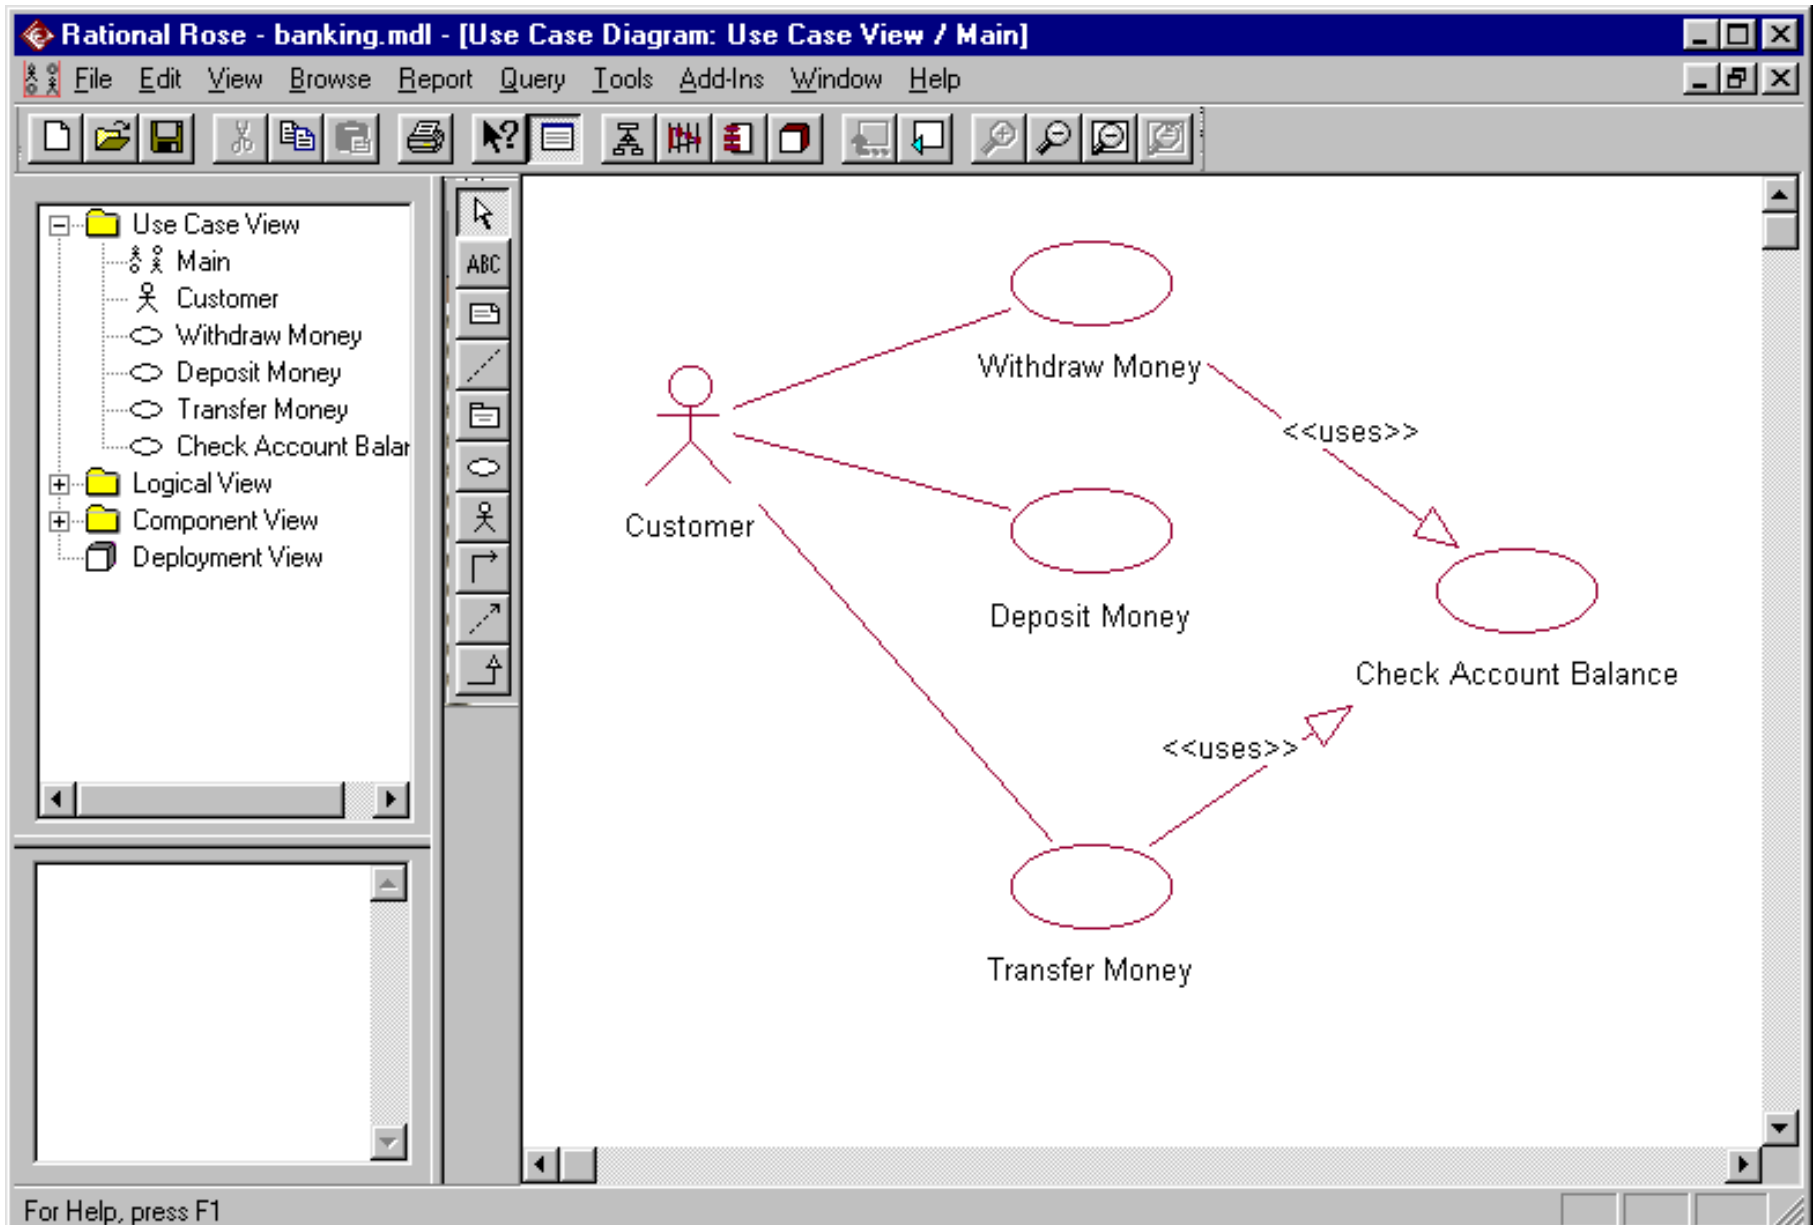 Rational Rose - banking.mdl - [Use Case Diagram: Use Case View / Main]
File Edit View Browse Report Query Tools Add-Ins Window Help
Use Case View
Main
Customer
Withdraw Money
Deposit Money
Transfer Money
Check Account Balar
Logical View
Component View
Deployment View
ABC
Withdraw Money
<<uses>>
Customer
Deposit Money
Check Account Balance
<<uses>>
Transfer Money
For Help, press F1